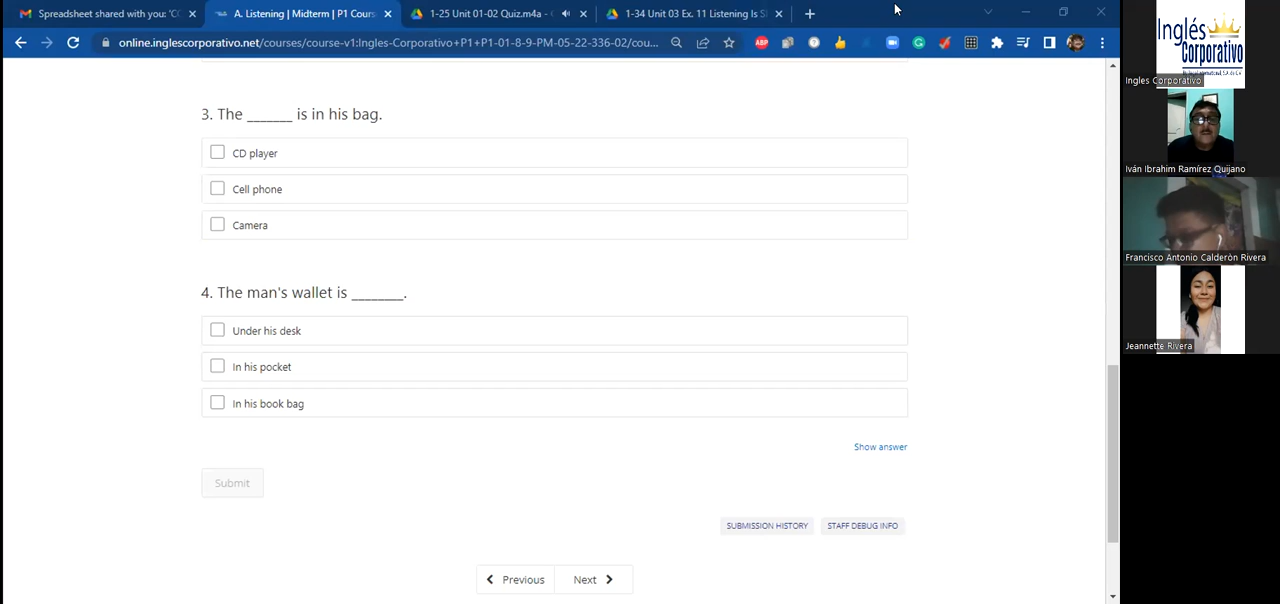 Spreadsheet shared with you: 'CC
A. Listening | Midterm | P1 Cours
1-25 Unit 01-02 Quiz.m4a - G
1-34 Unit 03 Ex. 11 Listening Is S
online.inglescorporativo.net/courses/course-v1:Ingles-Corporativo+P1+P1-01-8-9-PM-05-22-336-02/cou...
ABP
3. The _______ is in his bag.
CD player
Cell phone
Camera
4. The man's wallet is ________.
Under his desk
In his pocket
In his book bag
Show answer
Submit
SUBMISSION HISTORY
STAFF DEBUG INFO
Previous
Next
Inglés
Corporativo
Ingles Corporativo
Iván Ibrahim Ramírez Quijano
Francisco Antonio Calderòn Rivera
Jeannette Rivera